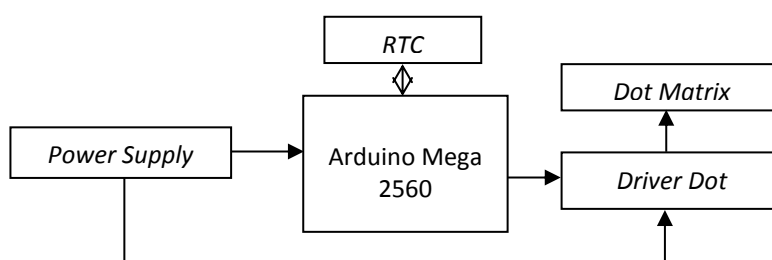 RTC
Dot Matrix
Power Supply
Arduino Mega
2560
Driver Dot